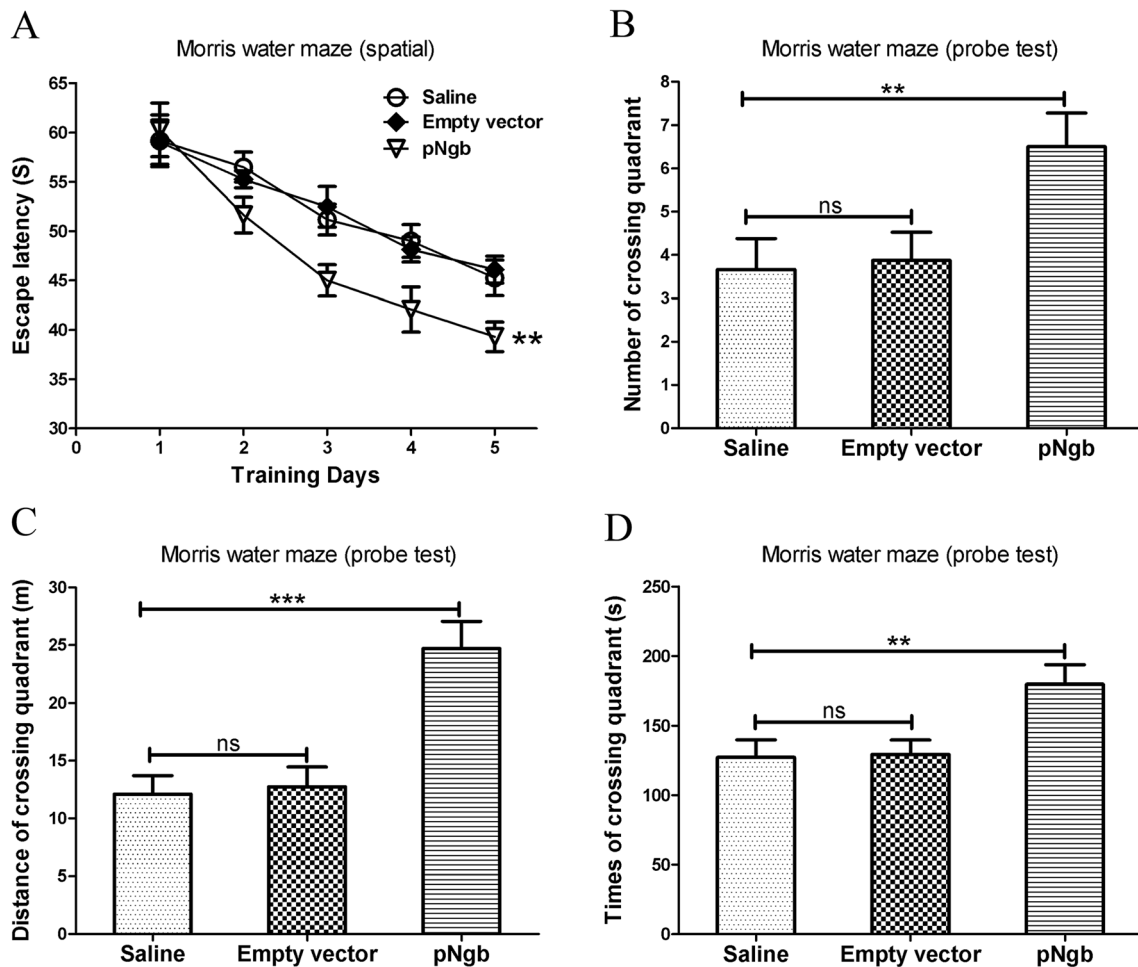 A
Morris water maze (spatial)
Escape latency (S)
65
60
55
50
45
40
35
30
Saline
Empty vector
pNgb
**
0 1 2 3 4 5
Training Days
B
Morris water maze (probe test)
Number of crossing quadrant
8
7
6
5
4
3
2
1
0
**
ns
Saline Empty vector pNgb
C
Morris water maze (probe test)
Distance of crossing quadrant (m)
30
25
20
15
10
5
0
***
ns
Saline Empty vector pNgb
D
Morris water maze (probe test)
Times of crossing quadrant (s)
250
200
150
100
50
0
**
ns
Saline Empty vector pNgb